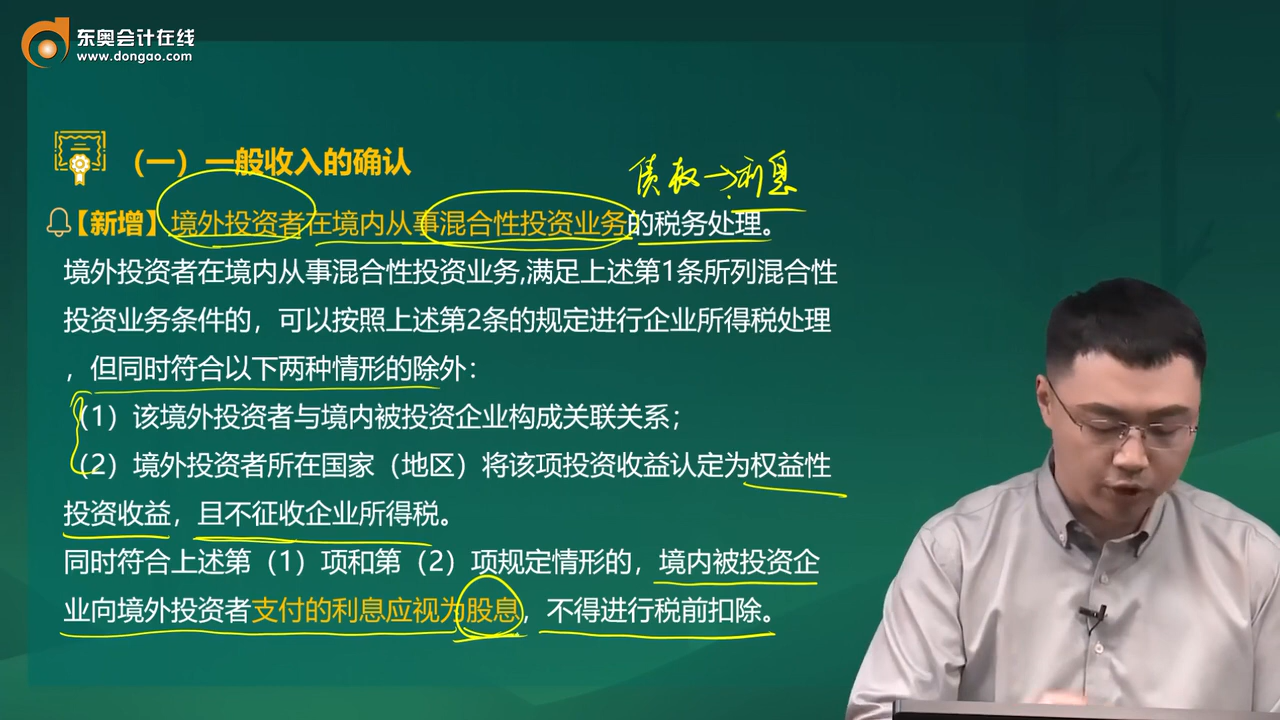 东奥会计在线
www.dongao.com
（一）一般收入的确认
债权→利息
【新增】境外投资者在境内从事混合性投资业务的税务处理。
境外投资者在境内从事混合性投资业务,满足上述第1条所列混合性
投资业务条件的，可以按照上述第2条的规定进行企业所得税处理
，但同时符合以下两种情形的除外：
（1）该境外投资者与境内被投资企业构成关联关系；
（2）境外投资者所在国家（地区）将该项投资收益认定为权益性
投资收益，且不征收企业所得税。
同时符合上述第（1）项和第（2）项规定情形的，境内被投资企
业向境外投资者支付的利息应视为股息，不得进行税前扣除。